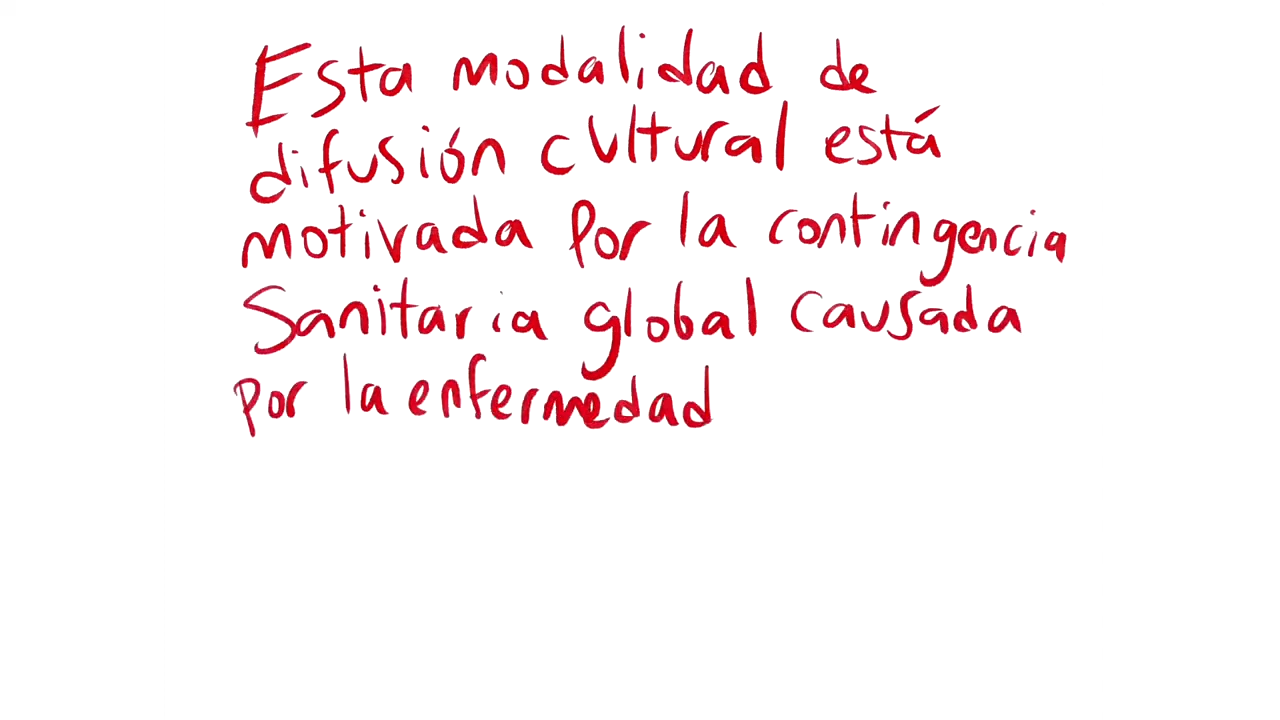 Esta modalidad de
difusión cultural está
motivada por la contingencia
Sanitaria global causada
por la enfermedad